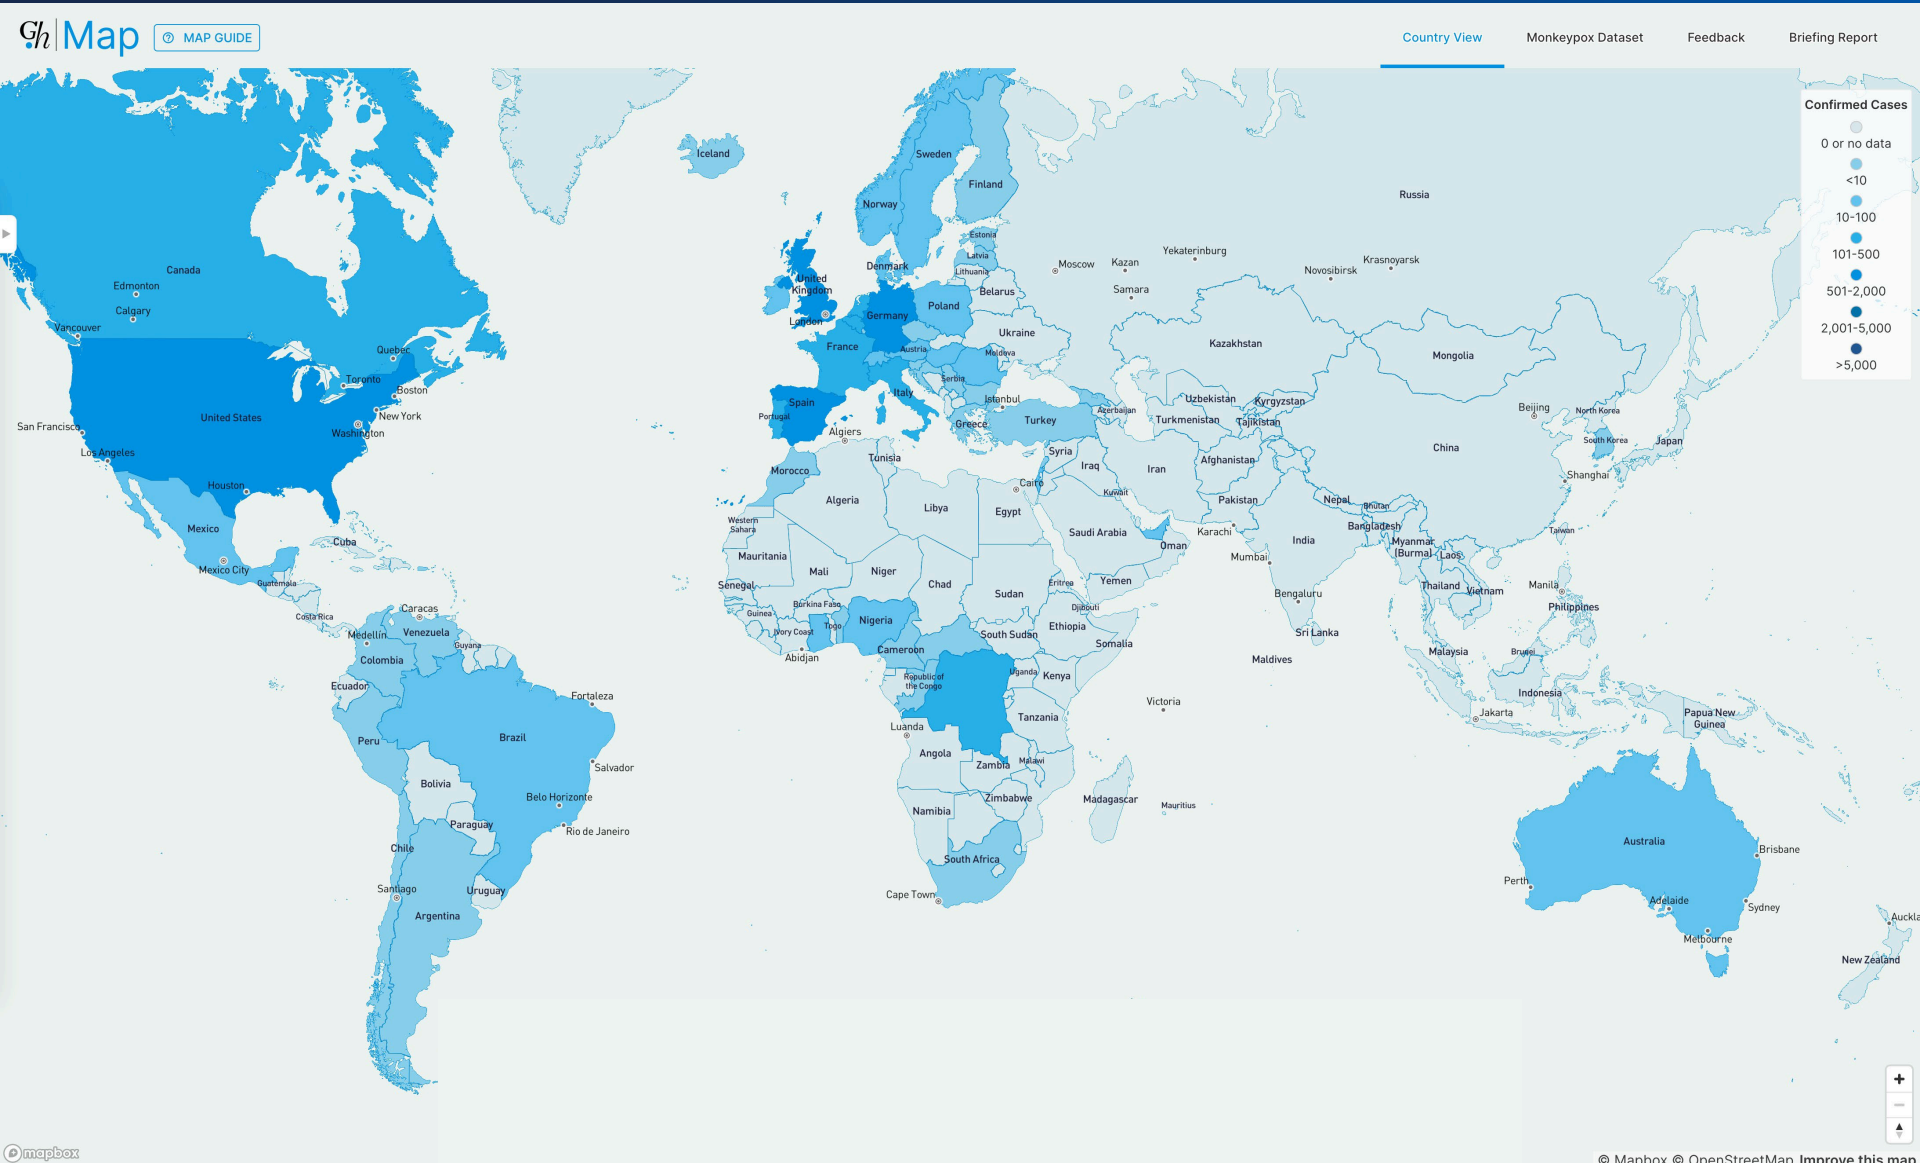 Gh Map
MAP GUIDE
Country View
Monkeypox Dataset
Feedback
Briefing Report
Confirmed Cases
0 or no data
<10
10-100
101-500
501-2,000
2,001-5,000
>5,000
Iceland
Sweden
Finland
Norway
Russia
Estonia
Latvia
Lithuania
Denmark
Moscow
Kazan
Yekaterinburg
Novosibirsk
Krasnoyarsk
Samara
Canada
Edmonton
Calgary
Vancouver
Quebec
Toronto
Boston
New York
Washington
United States
San Francisco
Los Angeles
Houston
United
Kingdom
London
Belarus
Poland
Germany
Ukraine
France
Austria
Moldova
Serbia
Italy
Spain
Portugal
Istanbul
Greece
Turkey
Azerbaijan
Kazakhstan
Mongolia
Uzbekistan
Kyrgyzstan
Turkmenistan
Tajikistan
Beijing
North Korea
South Korea
Japan
China
Shanghai
Algiers
Tunisia
Morocco
Algeria
Libya
Egypt
Cairo
Syria
Iraq
Iran
Kuwait
Afghanistan
Pakistan
Nepal
Bhutan
Bangladesh
Karachi
India
Mumbai
Bengaluru
Sri Lanka
Maldives
Myanmar
(Burma)
Laos
Thailand
Vietnam
Taiwan
Manila
Philippines
Saudi Arabia
Oman
Yemen
Western
Sahara
Mauritania
Mali
Niger
Chad
Sudan
Eritrea
Djibouti
Senegal
Guinea
Burkina Faso
Ivory Coast
Togo
Abidjan
Nigeria
Cameroon
South Sudan
Ethiopia
Somalia
Republic of
the Congo
Uganda
Kenya
Tanzania
Luanda
Angola
Zambia
Malawi
Zimbabwe
Namibia
Madagascar
Mauritius
Victoria
South Africa
Cape Town
Mexico
Mexico City
Cuba
Guatemala
Costa Rica
Caracas
Medellín
Venezuela
Guyana
Colombia
Ecuador
Fortaleza
Peru
Brazil
Salvador
Bolivia
Belo Horizonte
Paraguay
Rio de Janeiro
Chile
Santiago
Uruguay
Argentina
Malaysia
Brunei
Indonesia
Jakarta
Papua New
Guinea
Australia
Brisbane
Perth
Adelaide
Sydney
Melbourne
Auckla
New Zealand
mapbox
© Mapbox © OpenStreetMap Improve this map